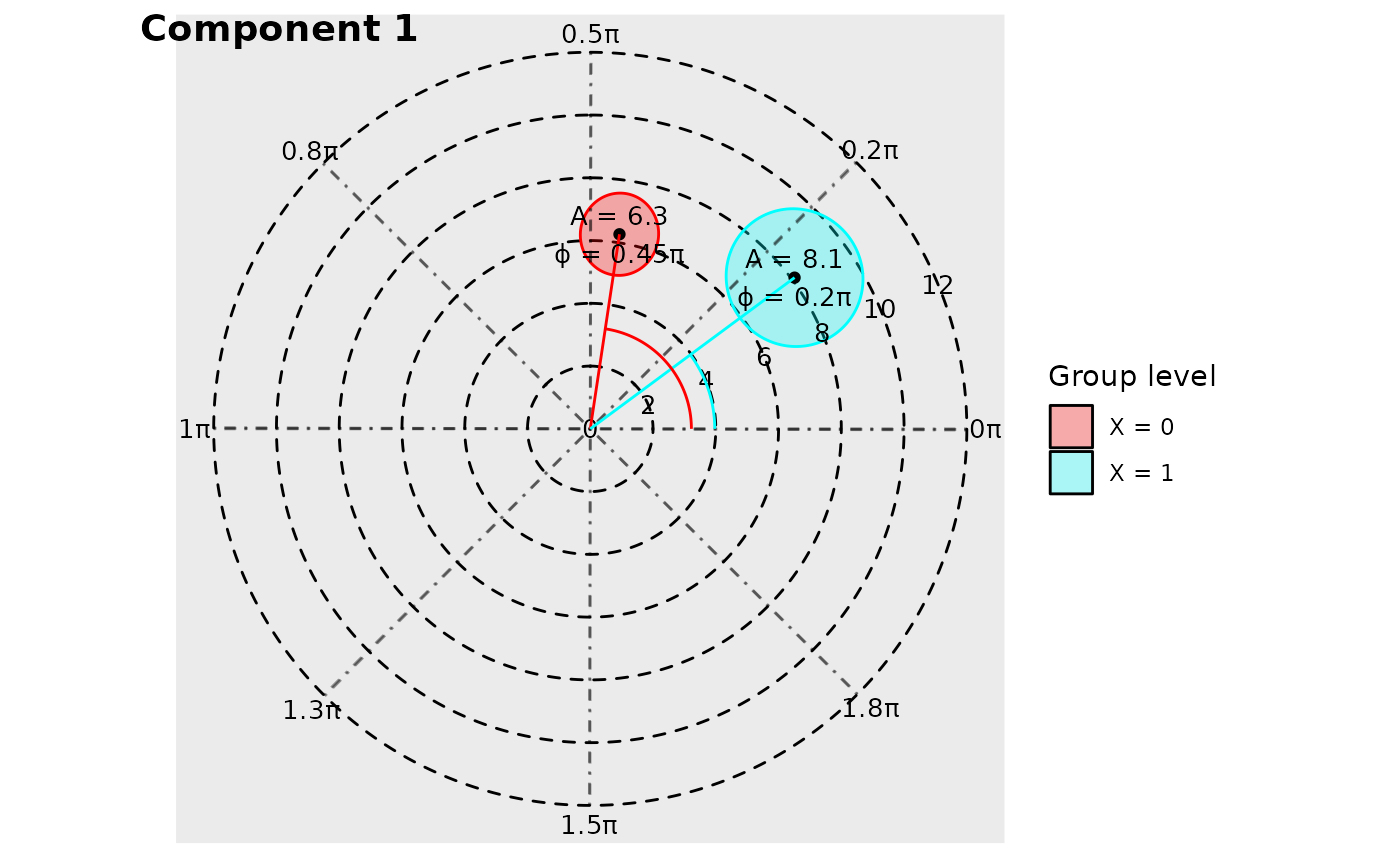 Component 1
0.5π
0.8π
0.2π
A = 6.3
ϕ = 0.45π
A = 8.1
ϕ = 0.2π
12
10
8
6
4
2
0
1π
0π
1.3π
1.8π
1.5π
Group level
X = 0
X = 1